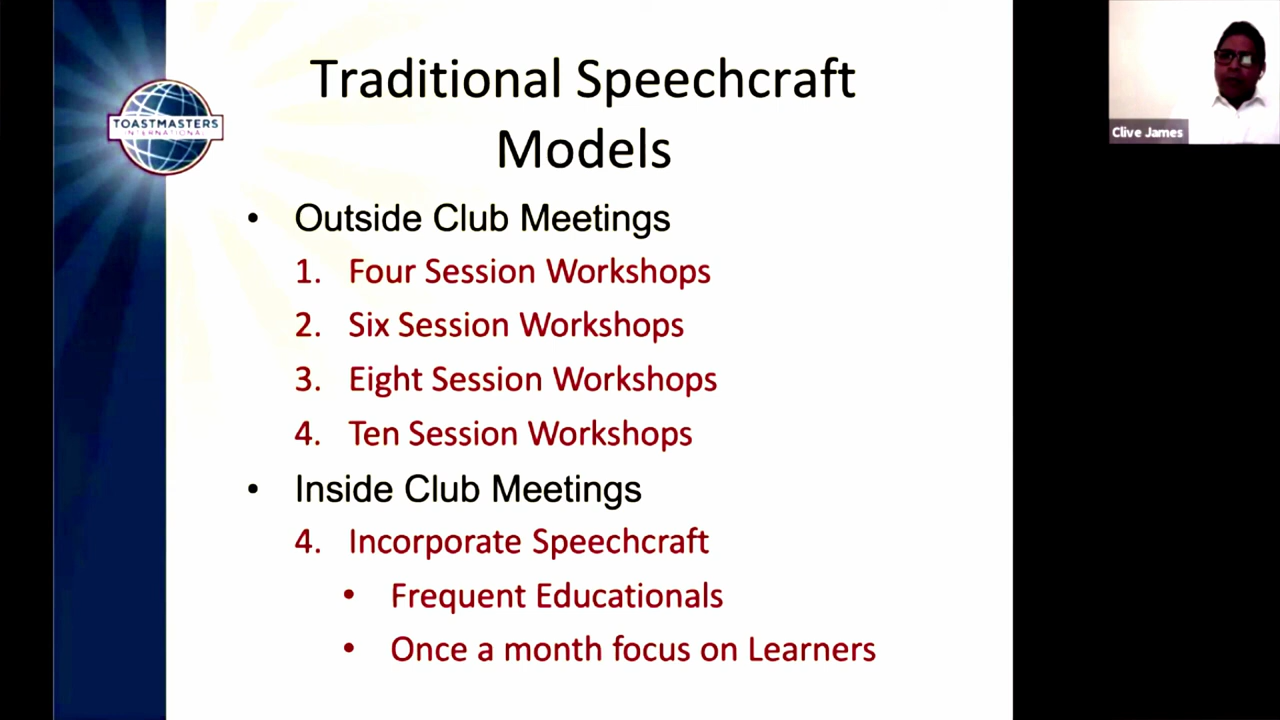 Traditional Speechcraft
Models
TOASTMASTERS
INTERNATIONAL
Clive James
• Outside Club Meetings
1. Four Session Workshops
2. Six Session Workshops
3. Eight Session Workshops
4. Ten Session Workshops
• Inside Club Meetings
4. Incorporate Speechcraft
• Frequent Educationals
• Once a month focus on Learners